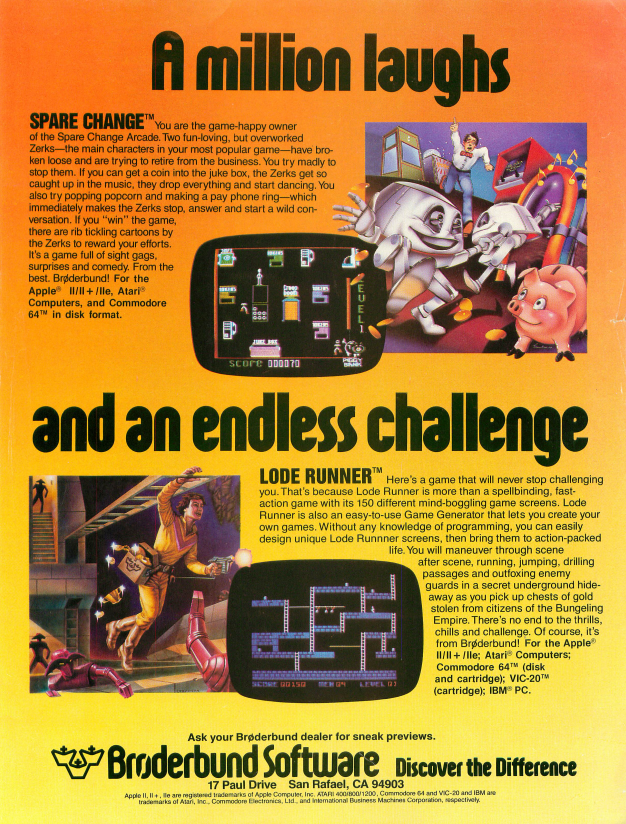 A million laughs
SPARE CHANGE™ You are the game-happy owner
of the Spare Change Arcade. Two fun-loving, but overworked
Zerks—the main characters in your most popular game—have bro-
ken loose and are trying to retire from the business. You try madly to
stop them. If you can get a coin into the juke box, the Zerks get so
caught up in the music, they drop everything and start dancing. You
also try popping popcorn and making a pay phone ring—which
immediately makes the Zerks stop, answer and start a wild con-
versation. If you "win" the game,
there are rib tickling cartoons by
the Zerks to reward your efforts.
It's a game full of sight gags,
surprises and comedy. From the
best. Brøderbund! For the
Apple® II/II+/IIe, Atari®
Computers, and Commodore
64™ in disk format.
LEVEL 1
JUKE BOX
Score 000070
PIGGY
BANK
and an endless challenge
LODE RUNNER™ Here's a game that will never stop challenging
you. That's because Lode Runner is more than a spellbinding, fast-
action game with its 150 different mind-boggling game screens. Lode
Runner is also an easy-to-use Game Generator that lets you create your
own games. Without any knowledge of programming, you can easily
design unique Lode Runnner screens, then bring them to action-packed
life. You will maneuver through scene
after scene, running, jumping, drilling
passages and outfoxing enemy
guards in a secret underground hide-
away as you pick up chests of gold
stolen from citizens of the Bungeling
Empire. There's no end to the thrills,
chills and challenge. Of course, it's
from Brøderbund! For the Apple®
II/II+/IIe; Atari® Computers;
Commodore 64™ (disk
and cartridge); VIC-20™
(cartridge); IBM® PC.
SCORE 00150 MEN 04 LEVEL 01
Ask your Brøderbund dealer for sneak previews.
Brøderbund Software Discover the Difference
17 Paul Drive San Rafael, CA 94903
Apple II, II+, IIe are registered trademarks of Apple Computer, Inc. ATARI 400/800/1200, Commodore 64 and VIC-20 and IBM are
trademarks of Atari, Inc., Commodore Electronics, Ltd., and International Business Machines Corporation, respectively.